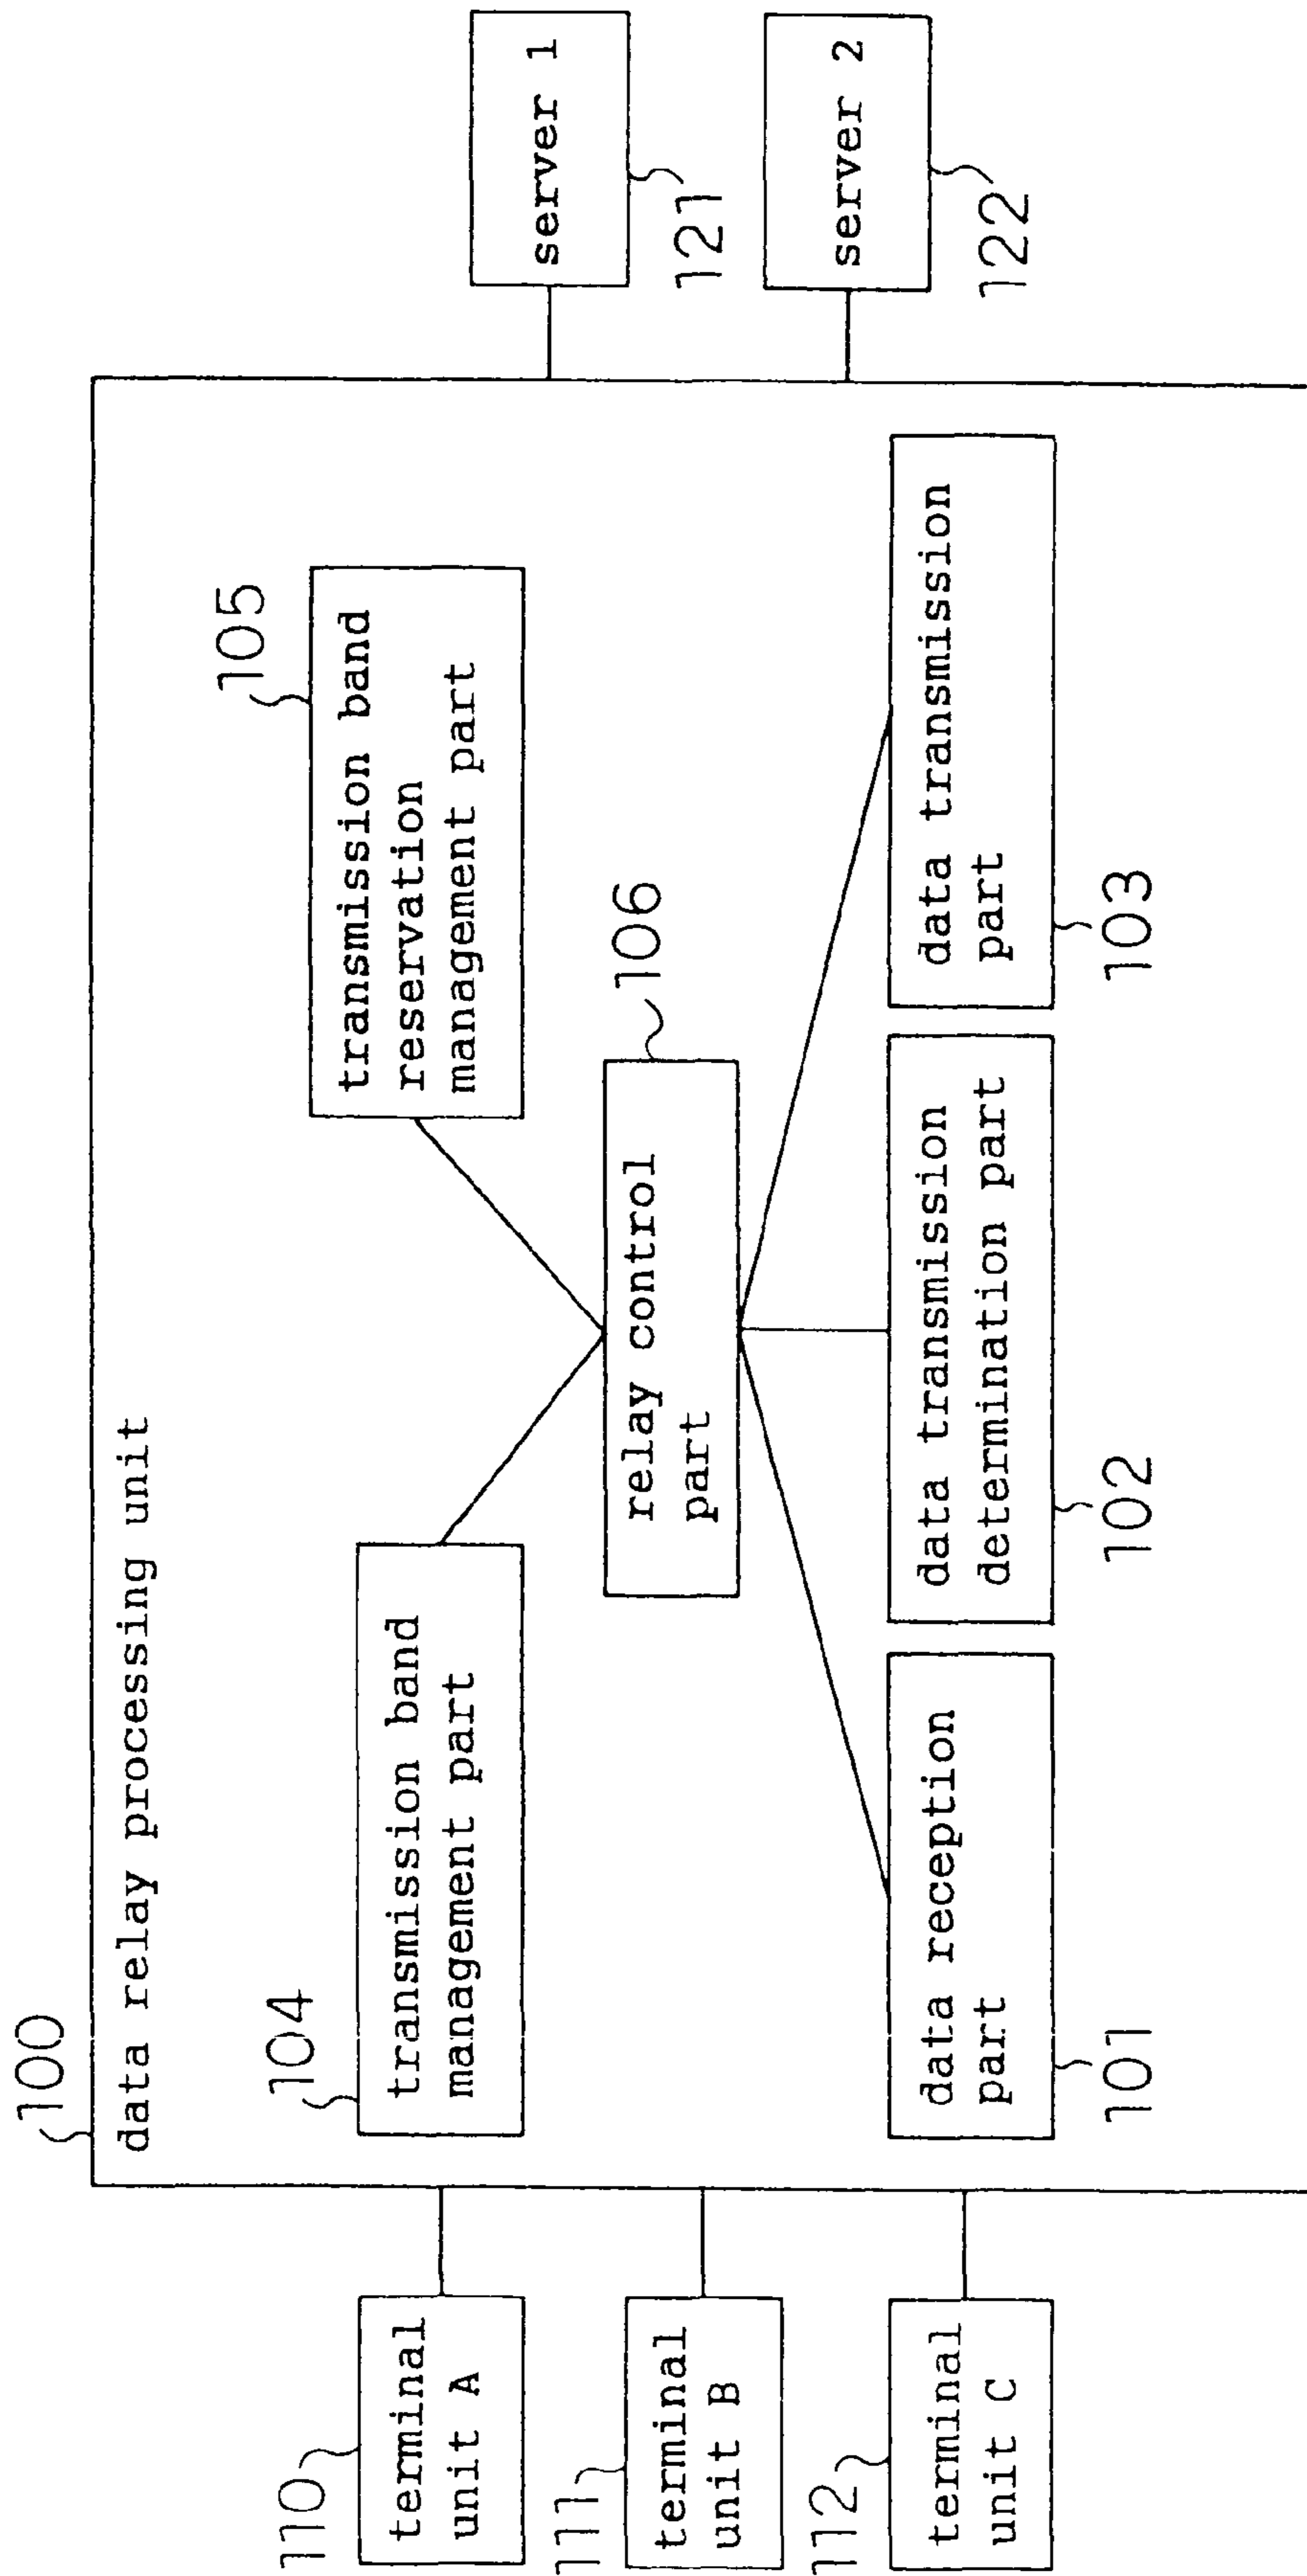 100
data relay processing unit
110
terminal
unit A
111
terminal
unit B
112
terminal
unit C
104
transmission band
management part
105
transmission band
reservation
management part
106
relay control
part
data reception
part
101
data transmission
determination part
102
data transmission
part
103
server 1
121
server 2
122